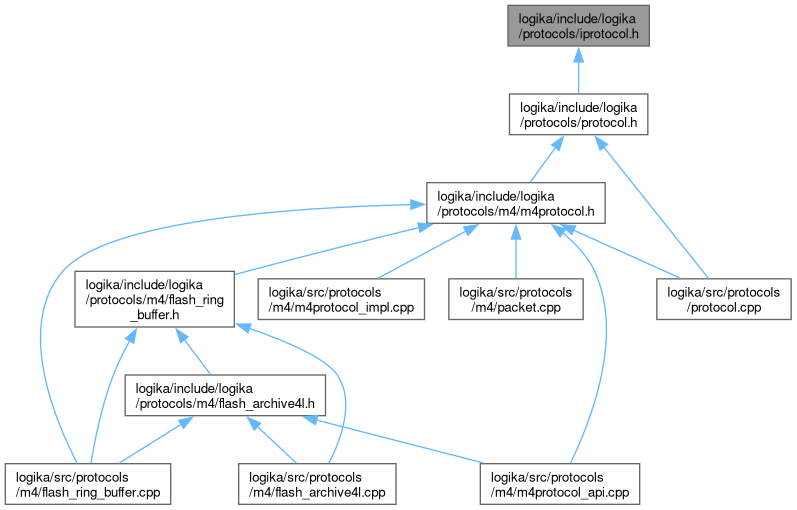 logika/include/logika
/protocols/iprotocol.h
logika/include/logika
/protocols/protocol.h
logika/include/logika
/protocols/m4/m4protocol.h
logika/include/logika
/protocols/m4/flash_ring
_buffer.h
logika/src/protocols
/m4/m4protocol_impl.cpp
logika/src/protocols
/m4/packet.cpp
logika/src/protocols
/protocol.cpp
logika/include/logika
/protocols/m4/flash_archive4l.h
logika/src/protocols
/m4/flash_ring_buffer.cpp
logika/src/protocols
/m4/flash_archive4l.cpp
logika/src/protocols
/m4/m4protocol_api.cpp